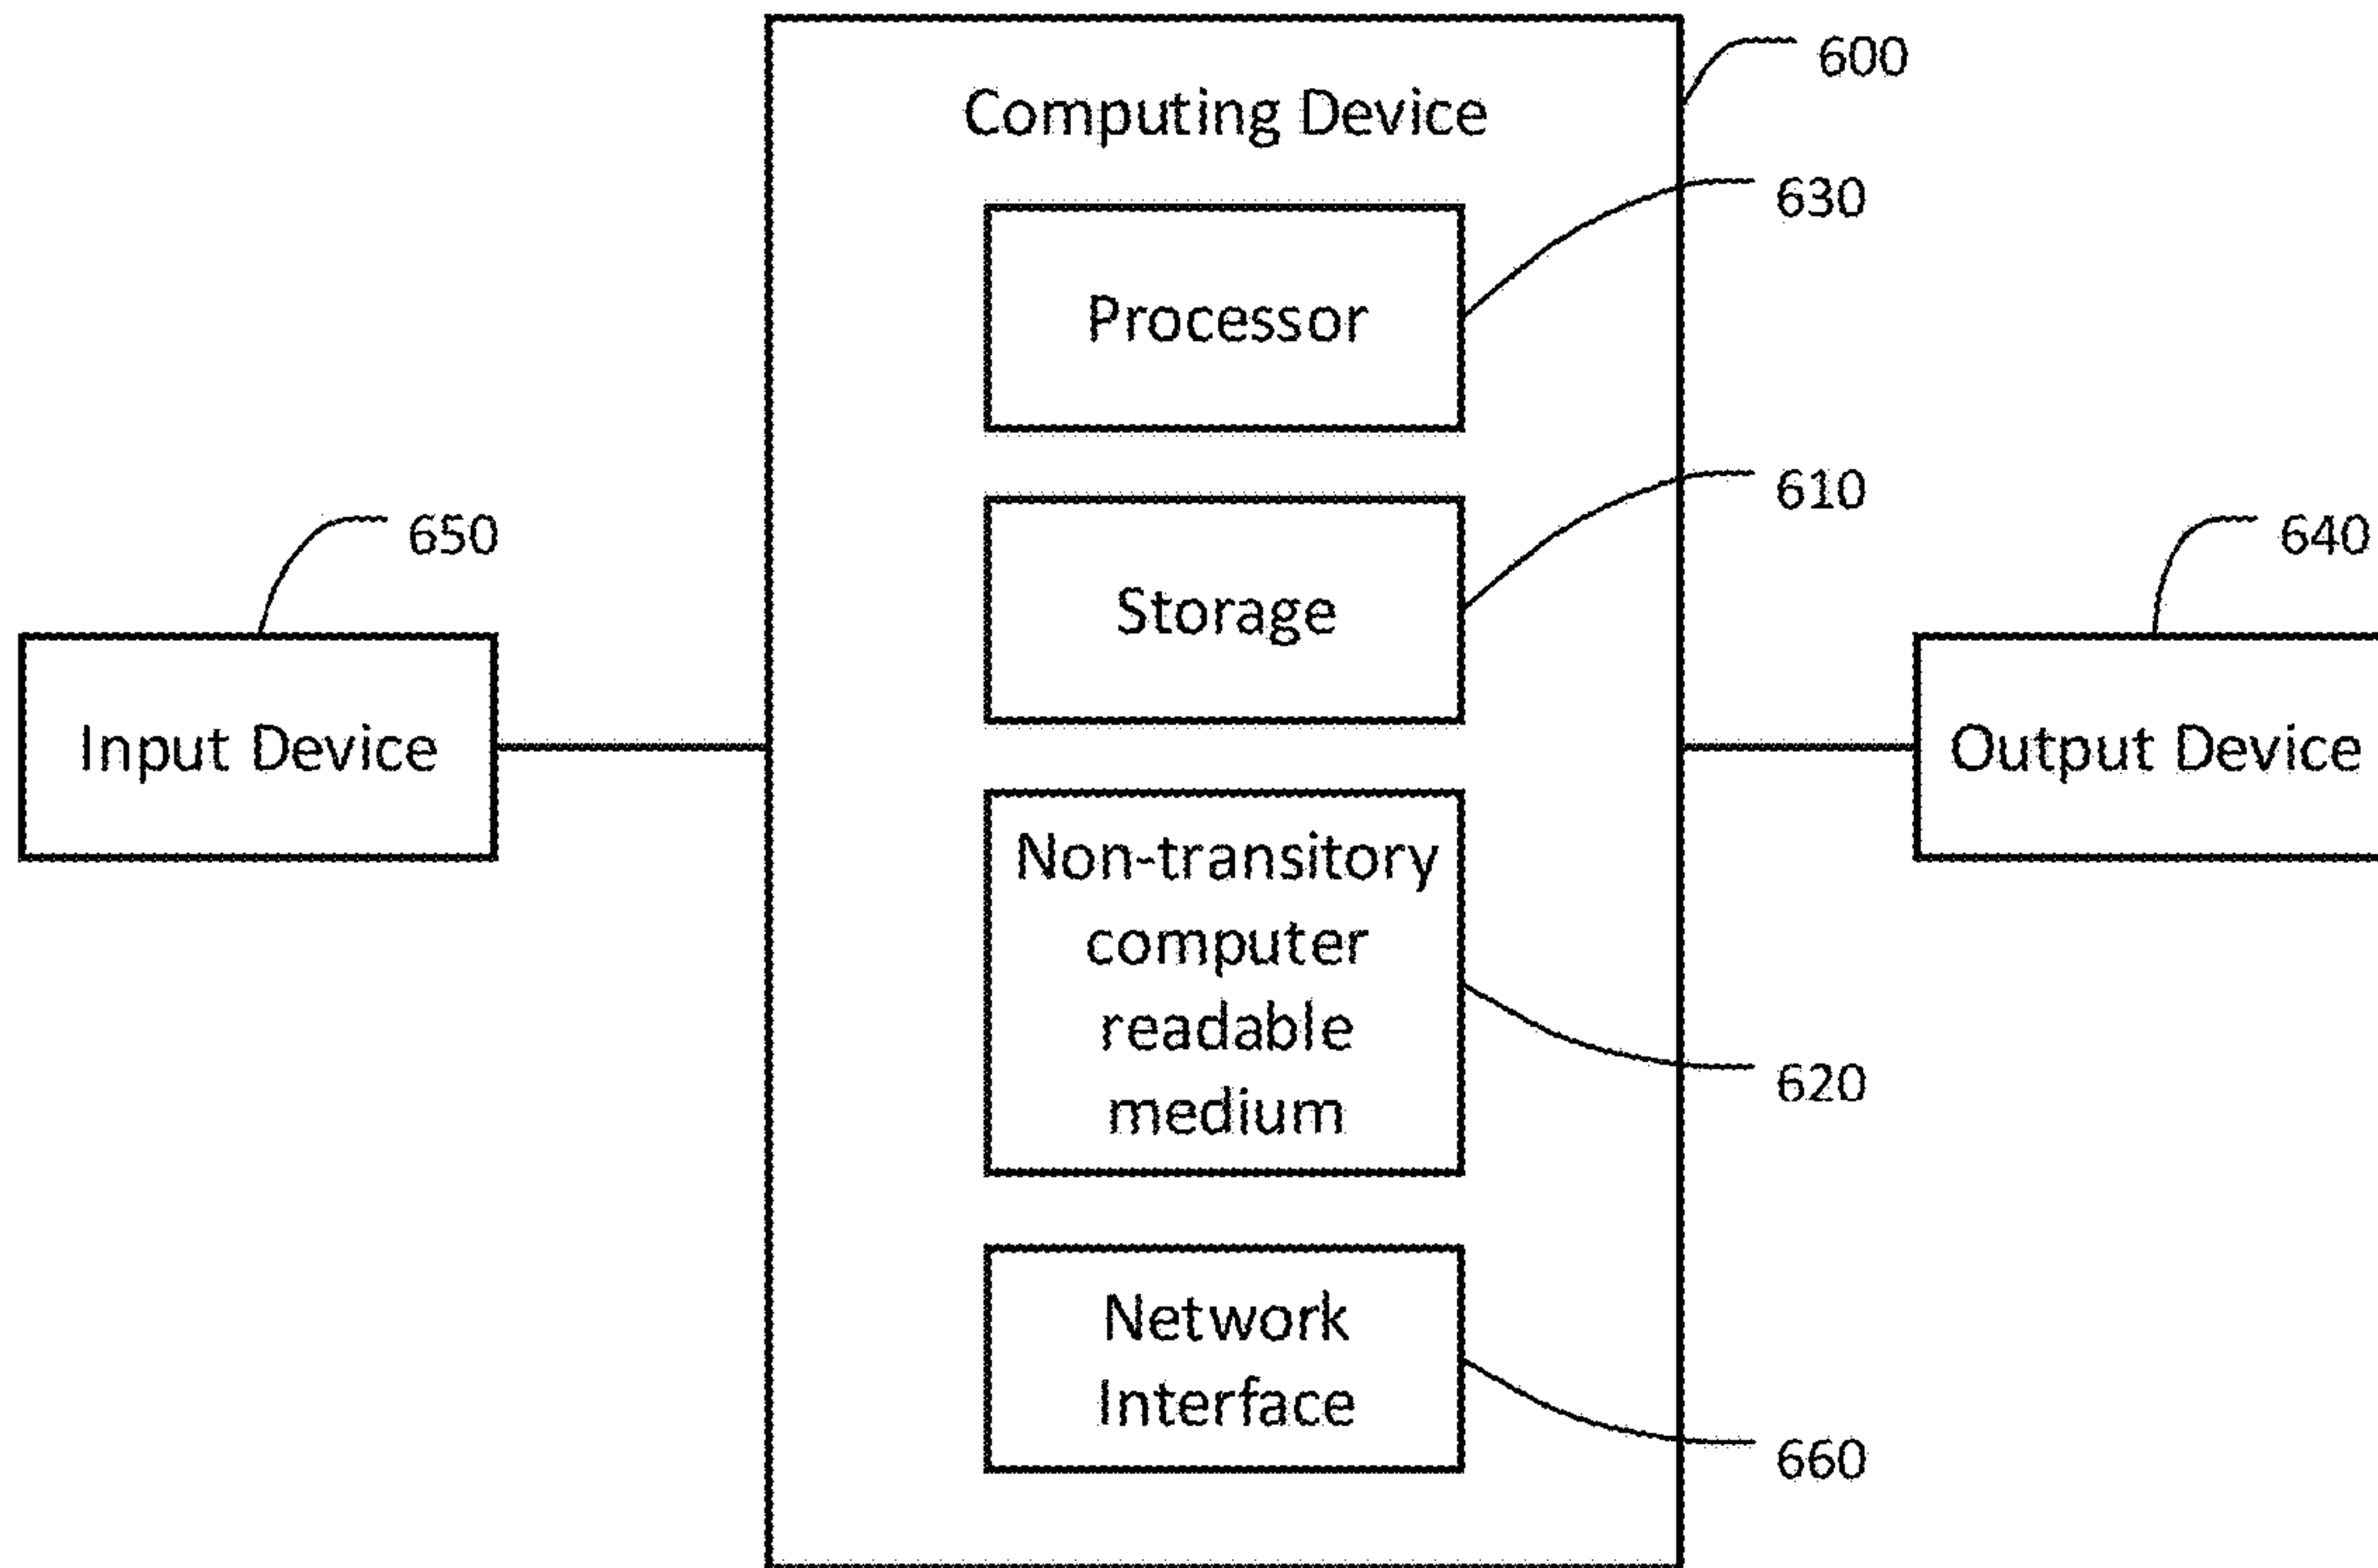 600
Computing Device
630
Processor
610
Storage
650
Input Device
640
Output Device
Non-transitory
computer
readable
medium
620
Network
Interface
660